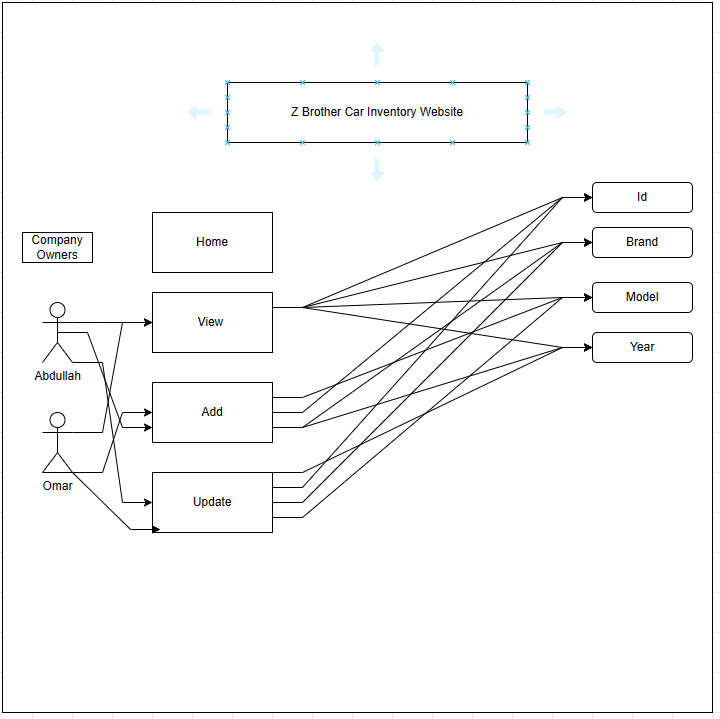 Z Brother Car Inventory Website
Id
Company
Owners
Home
Brand
Model
View
Year
Abdullah
Add
Omar
Update